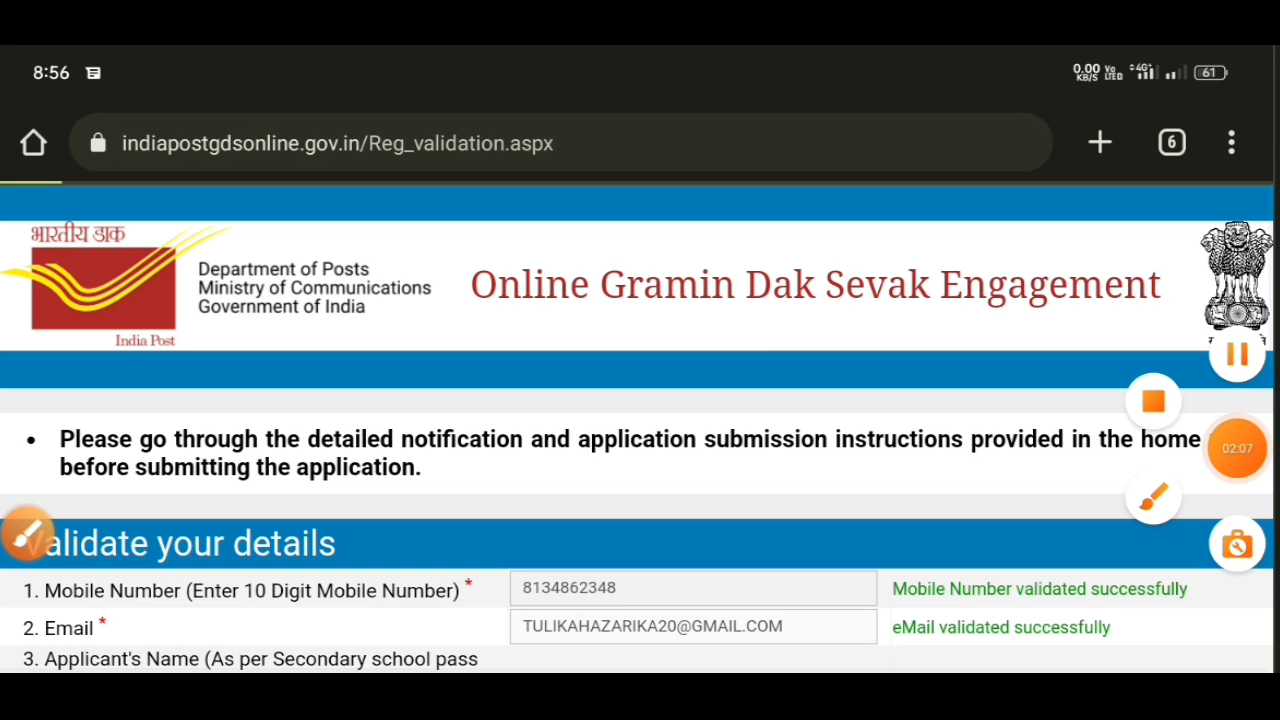 8:56
0.00 KB/S Vo LTED 4G+ 61
indiapostgdsonline.gov.in/Reg_validation.aspx
6
भारतीय डाक
Department of Posts
Ministry of Communications
Government of India
India Post
Online Gramin Dak Sevak Engagement
• Please go through the detailed notification and application submission instructions provided in the home
before submitting the application.
02:07
alidate your details
1. Mobile Number (Enter 10 Digit Mobile Number) * 8134862348 Mobile Number validated successfully
2. Email * TULIKAHAZARIKA20@GMAIL.COM eMail validated successfully
3. Applicant's Name (As per Secondary school pass